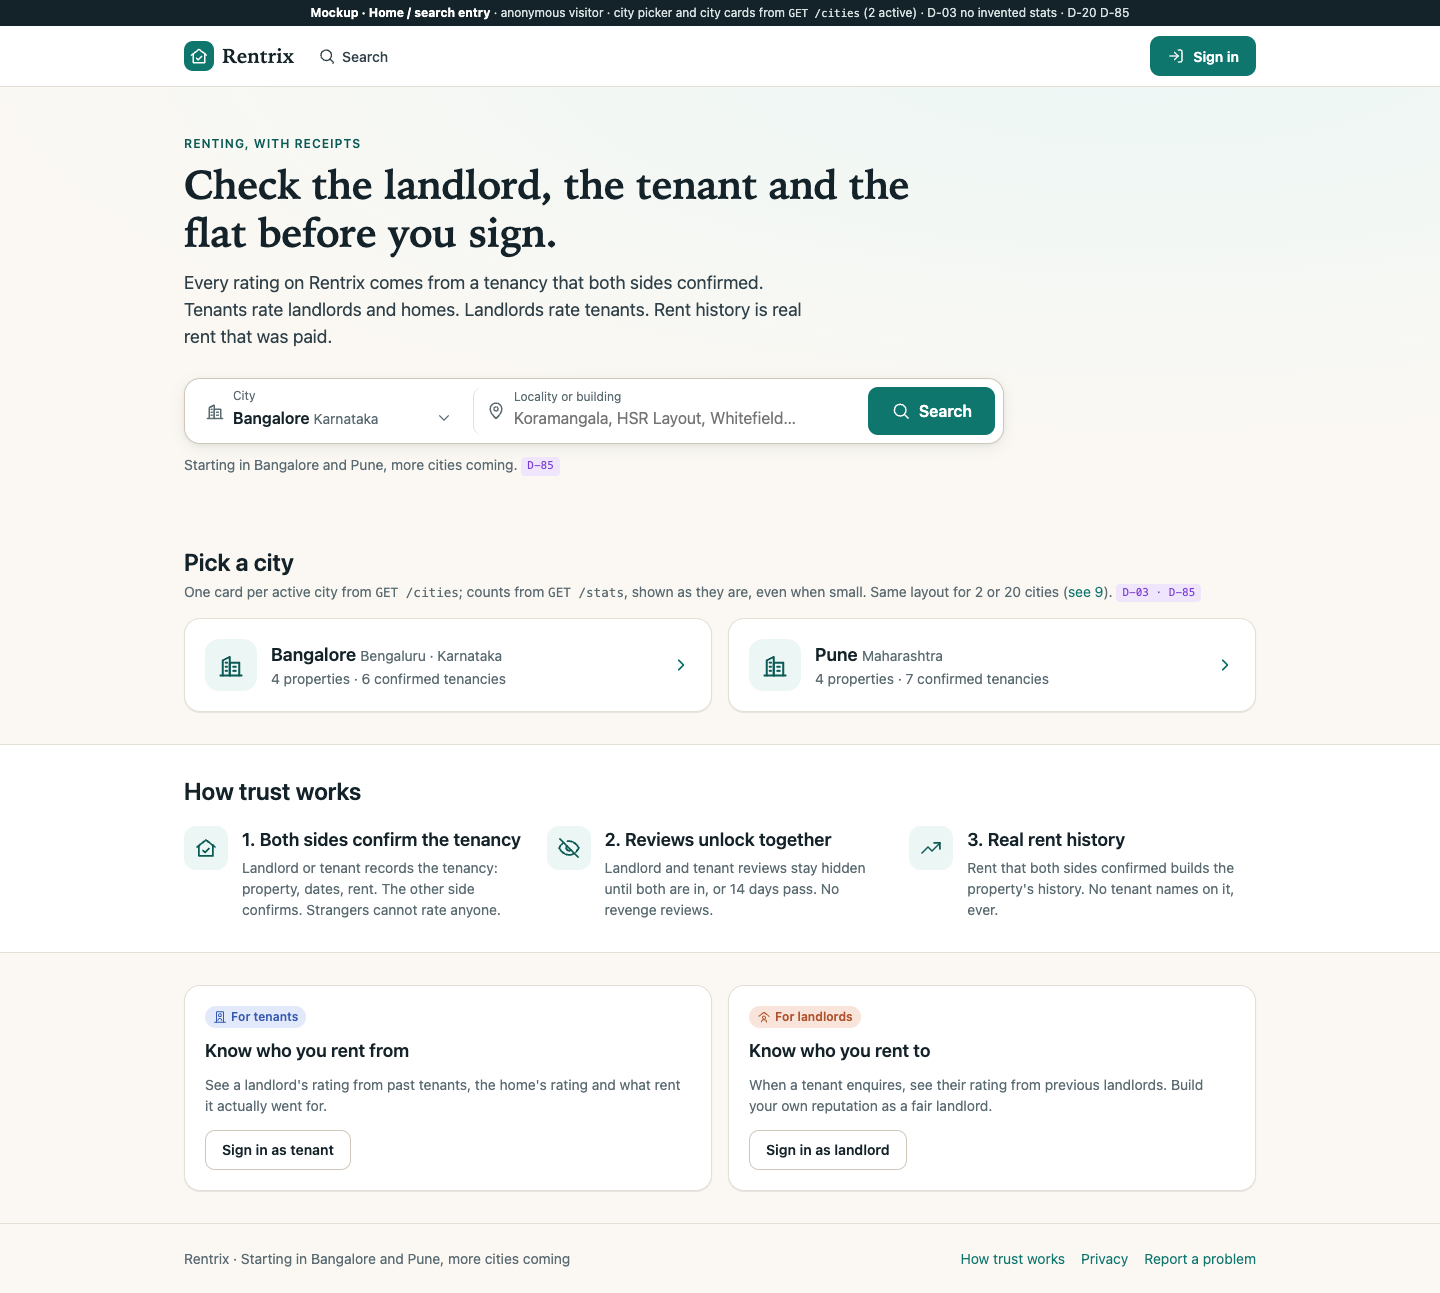 Mockup · Home / search entry · anonymous visitor · city picker and city cards from GET /cities (2 active) · D-03 no invented stats · D-20 D-85
Rentrix
Search
Sign in
RENTING, WITH RECEIPTS
Check the landlord, the tenant and the
flat before you sign.
Every rating on Rentrix comes from a tenancy that both sides confirmed.
Tenants rate landlords and homes. Landlords rate tenants. Rent history is real
rent that was paid.
City
Bangalore Karnataka
Locality or building
Koramangala, HSR Layout, Whitefield...
Search
Starting in Bangalore and Pune, more cities coming. D-85
Pick a city
One card per active city from GET /cities; counts from GET /stats, shown as they are, even when small. Same layout for 2 or 20 cities (see 9). D-03 · D-85
Bangalore Bengaluru · Karnataka
4 properties · 6 confirmed tenancies
Pune Maharashtra
4 properties · 7 confirmed tenancies
How trust works
1. Both sides confirm the tenancy
Landlord or tenant records the tenancy:
property, dates, rent. The other side
confirms. Strangers cannot rate anyone.
2. Reviews unlock together
Landlord and tenant reviews stay hidden
until both are in, or 14 days pass. No
revenge reviews.
3. Real rent history
Rent that both sides confirmed builds the
property's history. No tenant names on it,
ever.
For tenants
Know who you rent from
See a landlord's rating from past tenants, the home's rating and what rent
it actually went for.
Sign in as tenant
For landlords
Know who you rent to
When a tenant enquires, see their rating from previous landlords. Build
your own reputation as a fair landlord.
Sign in as landlord
Rentrix · Starting in Bangalore and Pune, more cities coming
How trust works
Privacy
Report a problem